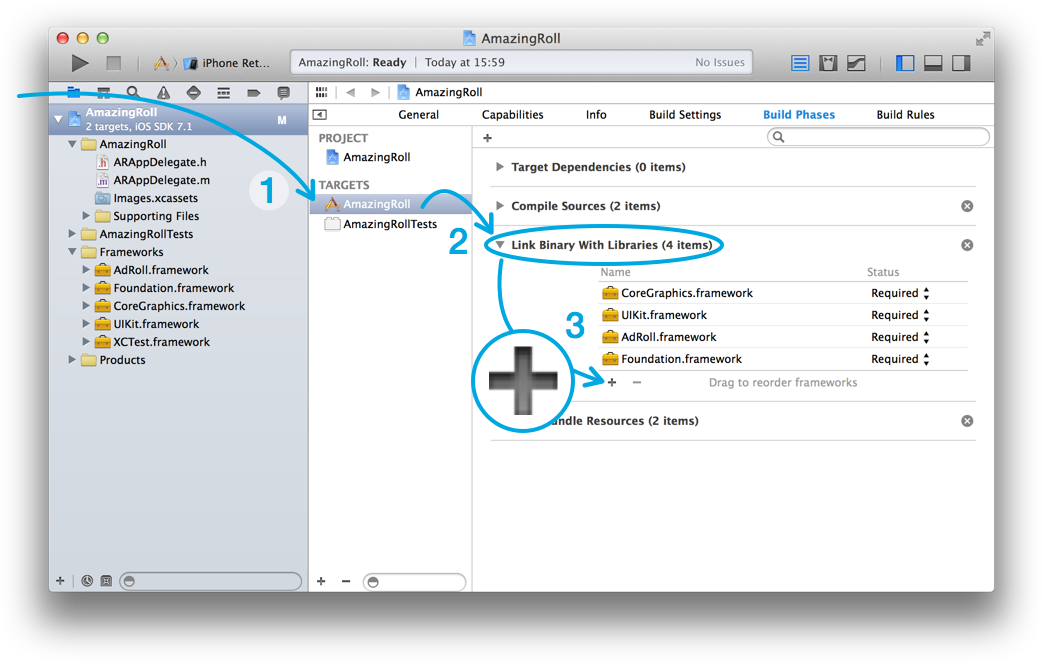 AmazingRoll
iPhone Ret...
AmazingRoll: Ready | Today at 15:59
No Issues
AmazingRoll
2 targets, iOS SDK 7.1
M
AmazingRoll
ARAppDelegate.h
ARAppDelegate.m
Images.xcassets
Supporting Files
AmazingRollTests
Frameworks
AdRoll.framework
Foundation.framework
CoreGraphics.framework
UIKit.framework
XCTest.framework
Products
1
AmazingRoll
General Capabilities Info Build Settings Build Phases Build Rules
PROJECT
AmazingRoll
TARGETS
AmazingRoll
AmazingRollTests
2
Target Dependencies (0 items)
Compile Sources (2 items)
Link Binary With Libraries (4 items)
Name Status
CoreGraphics.framework Required
UIKit.framework Required
AdRoll.framework Required
Foundation.framework Required
3
+ − Drag to reorder frameworks
undle Resources (2 items)